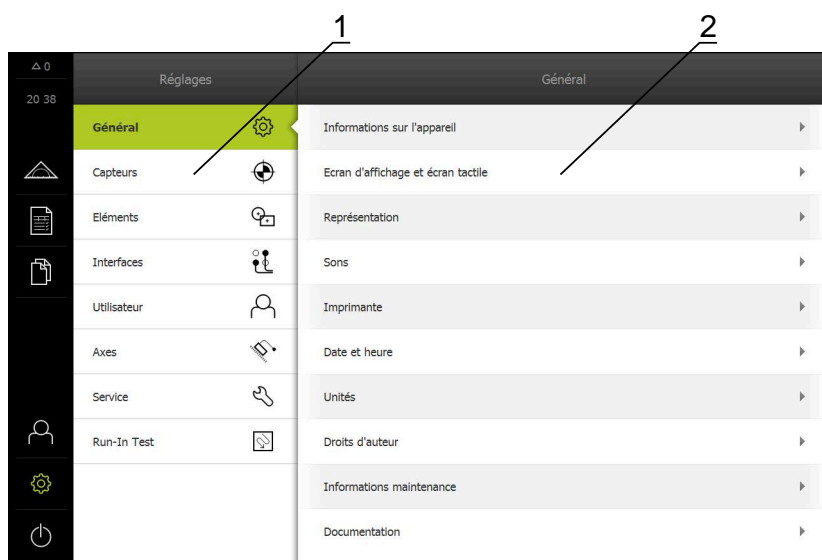 1
2
0
20 38
Réglages
Général
Général
Capteurs
Eléments
Interfaces
Utilisateur
Axes
Service
Run-In Test
Informations sur l'appareil
Ecran d'affichage et écran tactile
Représentation
Sons
Imprimante
Date et heure
Unités
Droits d'auteur
Informations maintenance
Documentation